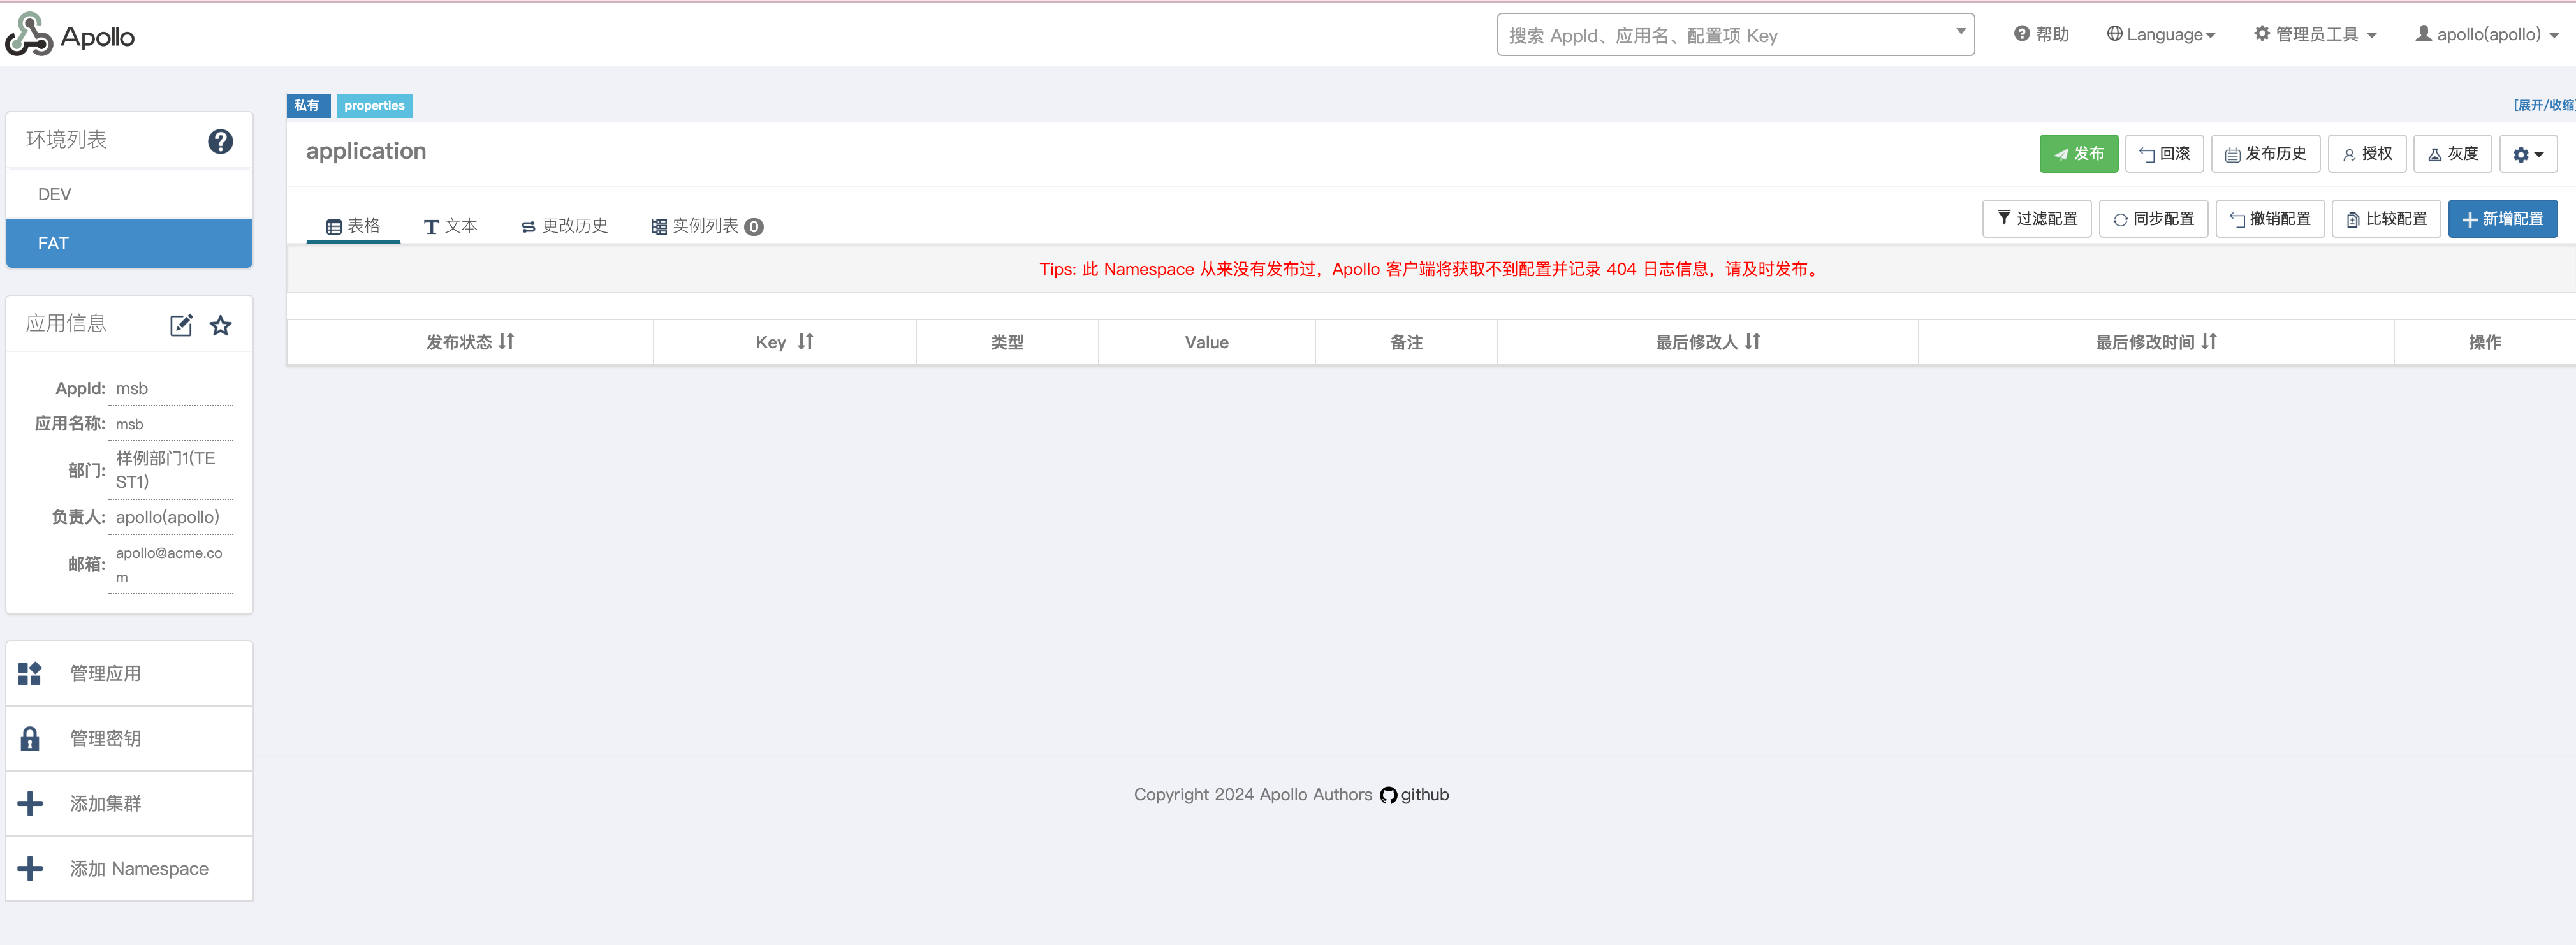 Apollo
搜索 AppId、应用名、配置项 Key
帮助
Language
管理员工具
apollo(apollo)
私有
properties
[展开/收缩]
环境列表
DEV
FAT
application
发布
回滚
发布历史
授权
灰度
表格
文本
更改历史
实例列表 0
过滤配置
同步配置
撤销配置
比较配置
新增配置
Tips: 此 Namespace 从来没有发布过，Apollo 客户端将获取不到配置并记录 404 日志信息，请及时发布。
发布状态
Key
类型
Value
备注
最后修改人
最后修改时间
操作
应用信息
AppId: msb
应用名称: msb
部门: 样例部门1(TE
ST1)
负责人: apollo(apollo)
邮箱: apollo@acme.co
m
管理应用
管理密钥
添加集群
添加 Namespace
Copyright 2024 Apollo Authors github